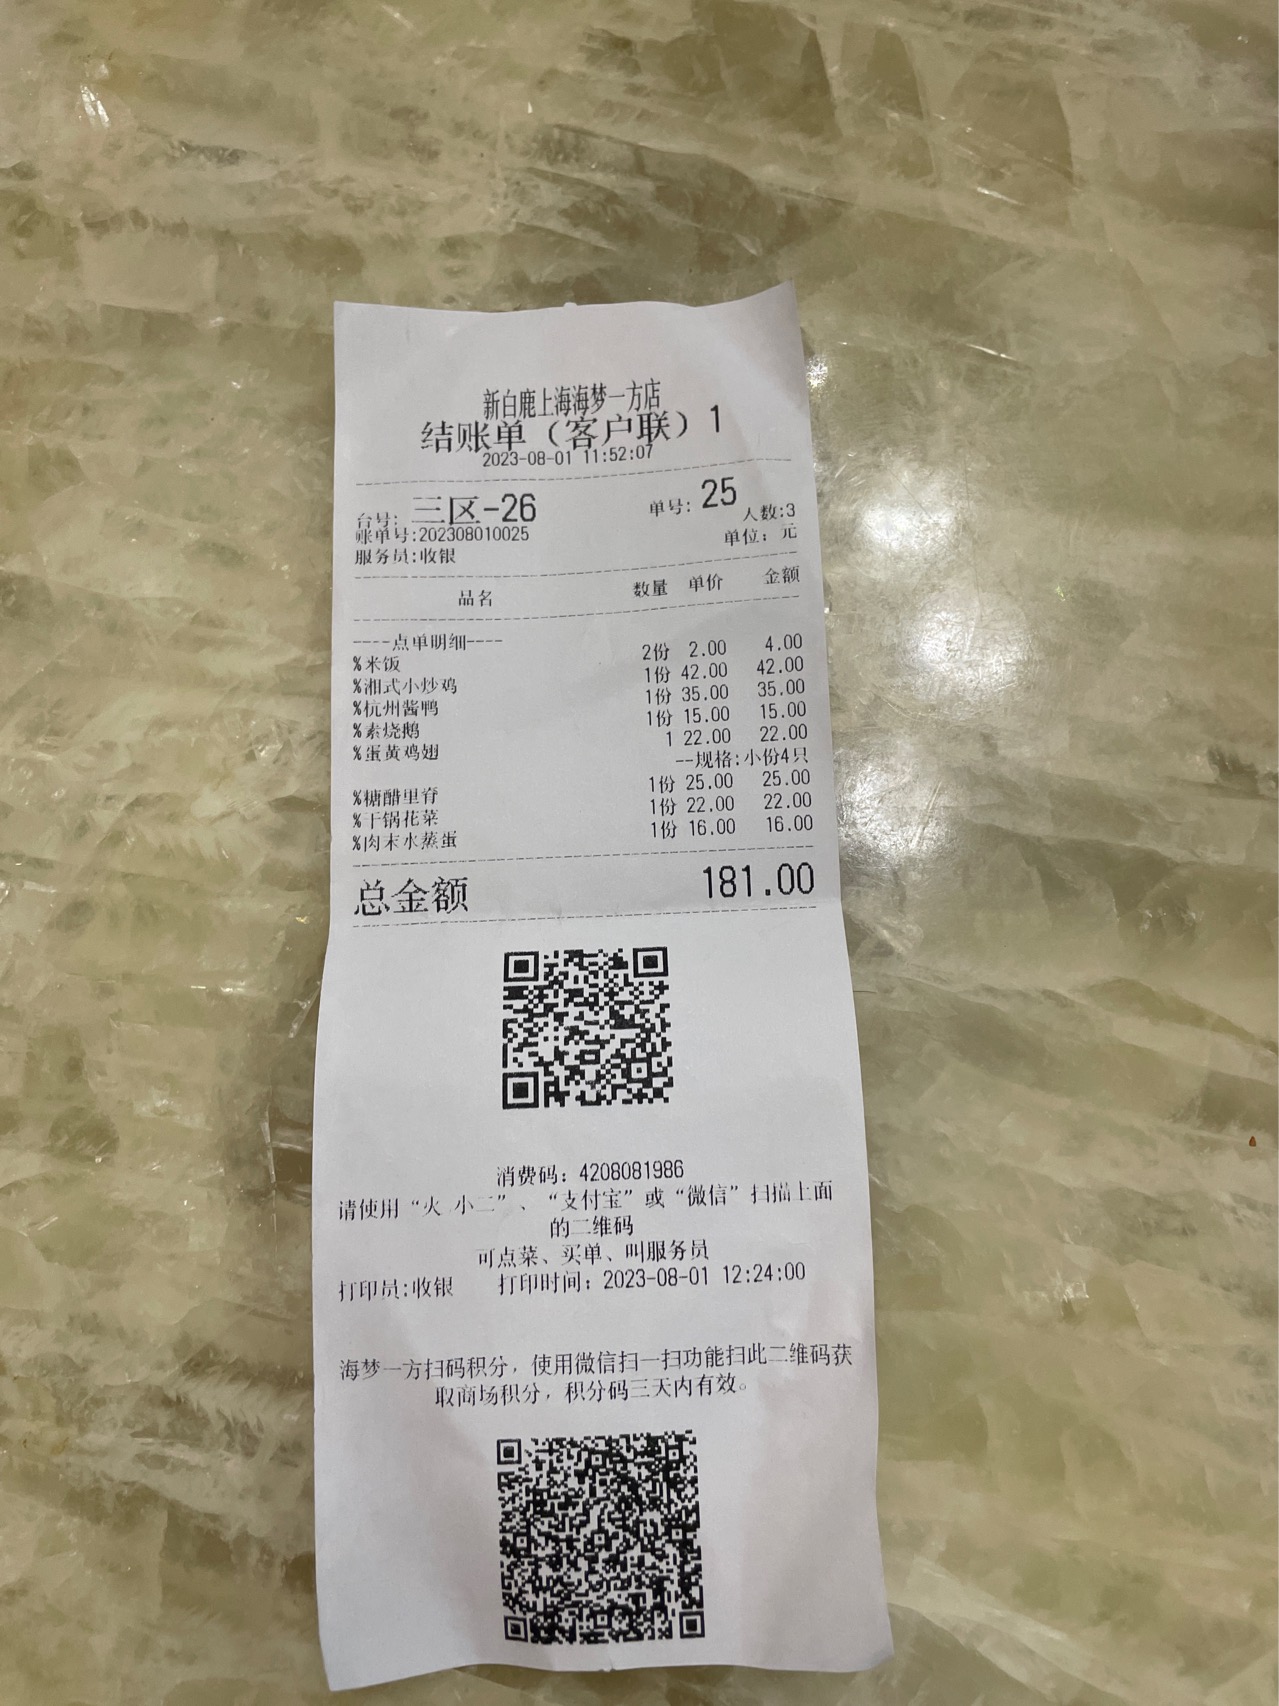 新白鹿上海海梦一方店
结账单（客户联）1
2023-08-01 11:52:07
台号: 三区-26 单号: 25 人数:3
账单号:202308010025 单位: 元
服务员:收银
品名 数量 单价 金额
----点单明细----
%米饭 2份 2.00 4.00
%湘式小炒鸡 1份 42.00 42.00
%杭州酱鸭 1份 35.00 35.00
%素烧鹅 1份 15.00 15.00
%蛋黄鸡翅 1 22.00 22.00
--规格:小份4只
%糖醋里脊 1份 25.00 25.00
%干锅花菜 1份 22.00 22.00
%肉末水蒸蛋 1份 16.00 16.00
总金额 181.00
消费码: 4208081986
请使用“火 小二”、“支付宝”或“微信”扫描上面
的二维码
可点菜、买单、叫服务员
打印员:收银 打印时间: 2023-08-01 12:24:00
海梦一方扫码积分，使用微信扫一扫功能扫此二维码获
取商场积分，积分码三天内有效。